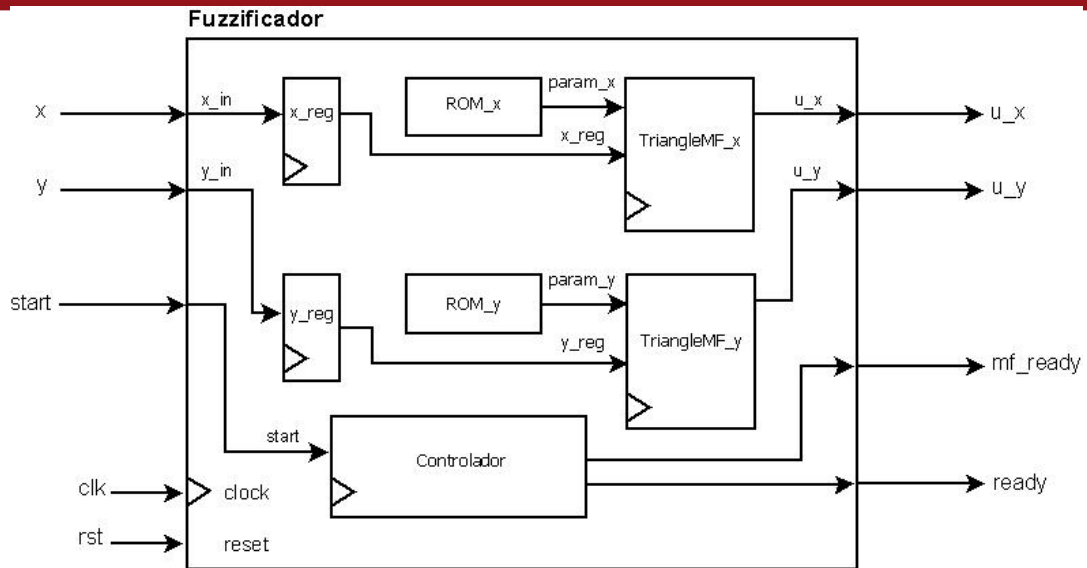 Fuzzificador
x
x_in
x_reg
ROM_x
param_x
x_reg
TriangleMF_x
u_x
u_x
y
y_in
u_y
u_y
start
y_reg
ROM_y
param_y
y_reg
TriangleMF_y
mf_ready
start
Controlador
ready
clk
clock
rst
reset